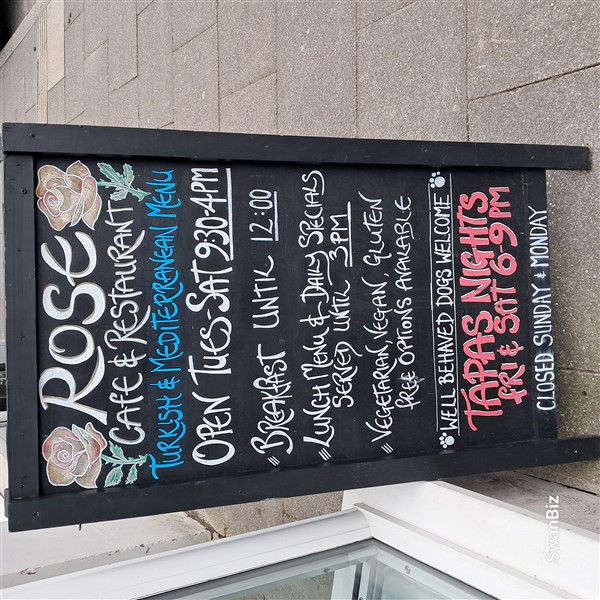 ROSE
CAFE & RESTAURANT
TURKISH & MEDITERRANEAN MENU
OPEN TUES-SAT 9:30-4PM
" BREAKFAST UNTIL 12:00
" LUNCH MENU & DAILY SPECIALS
SERVED UNTIL 3PM
" VEGETARIAN, VEGAN, GLUTEN
FREE OPTIONS AVAILABLE
WELL BEHAVED DOGS WELCOME
TAPAS NIGHTS
FRI & SAT 6-9PM
CLOSED SUNDAY & MONDAY
SwanBiz